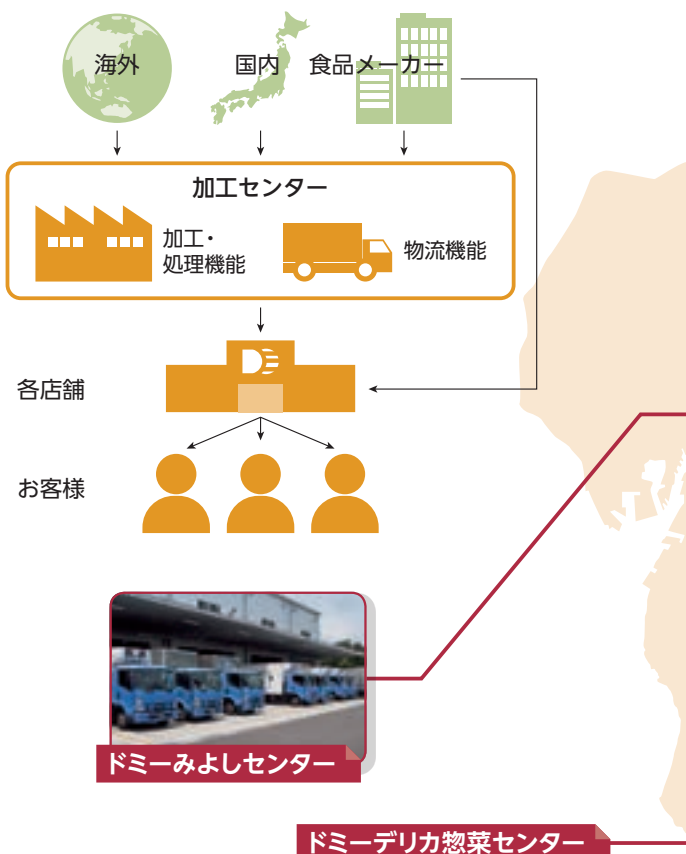 海外
国内
食品メーカー
加工センター
加工・
処理機能
物流機能
各店舗
お客様
ドミーみよしセンター
ドミーデリカ惣菜センター